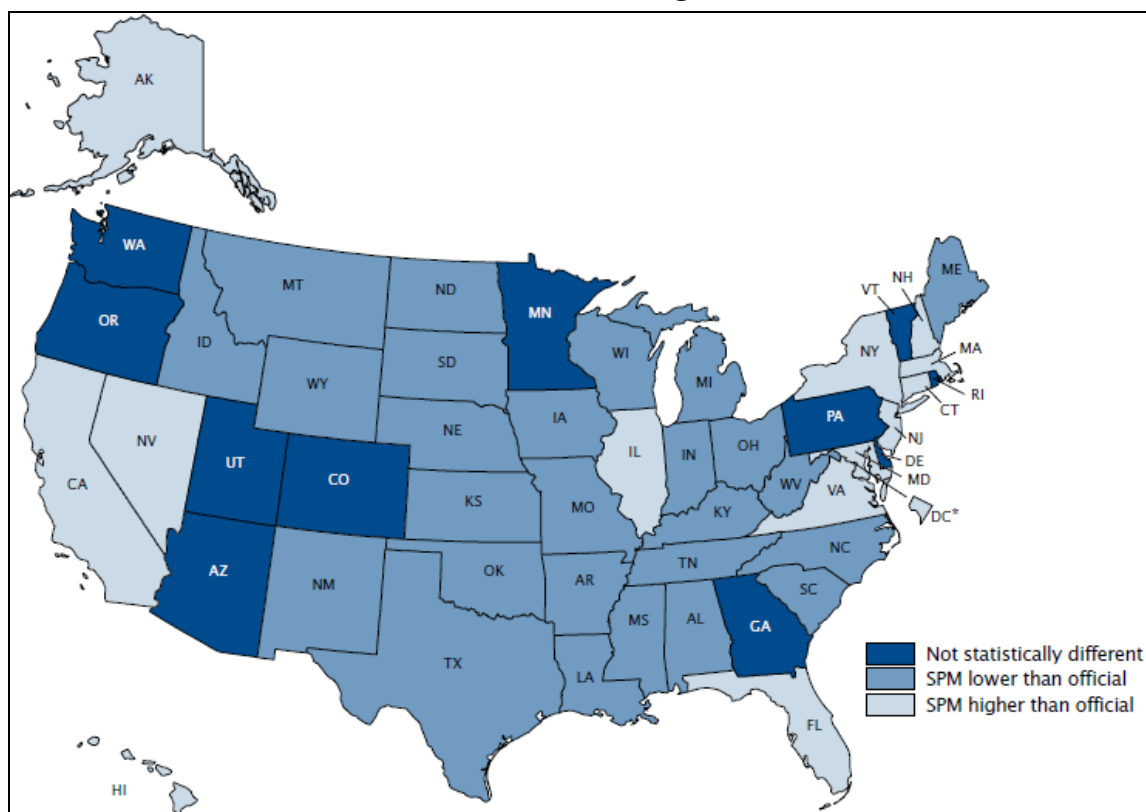 AK
WA
MT
ND
MN
OR
ID
SD
WI
WY
MI
ME
NH
VT
NY
MA
RI
CT
NV
UT
CO
NE
IA
IL
IN
OH
PA
NJ
DE
MD
CA
KS
MO
WV
VA
DC*
KY
AZ
NM
OK
AR
TN
NC
SC
TX
LA
MS
AL
GA
FL
HI
Not statistically different
SPM lower than official
SPM higher than official